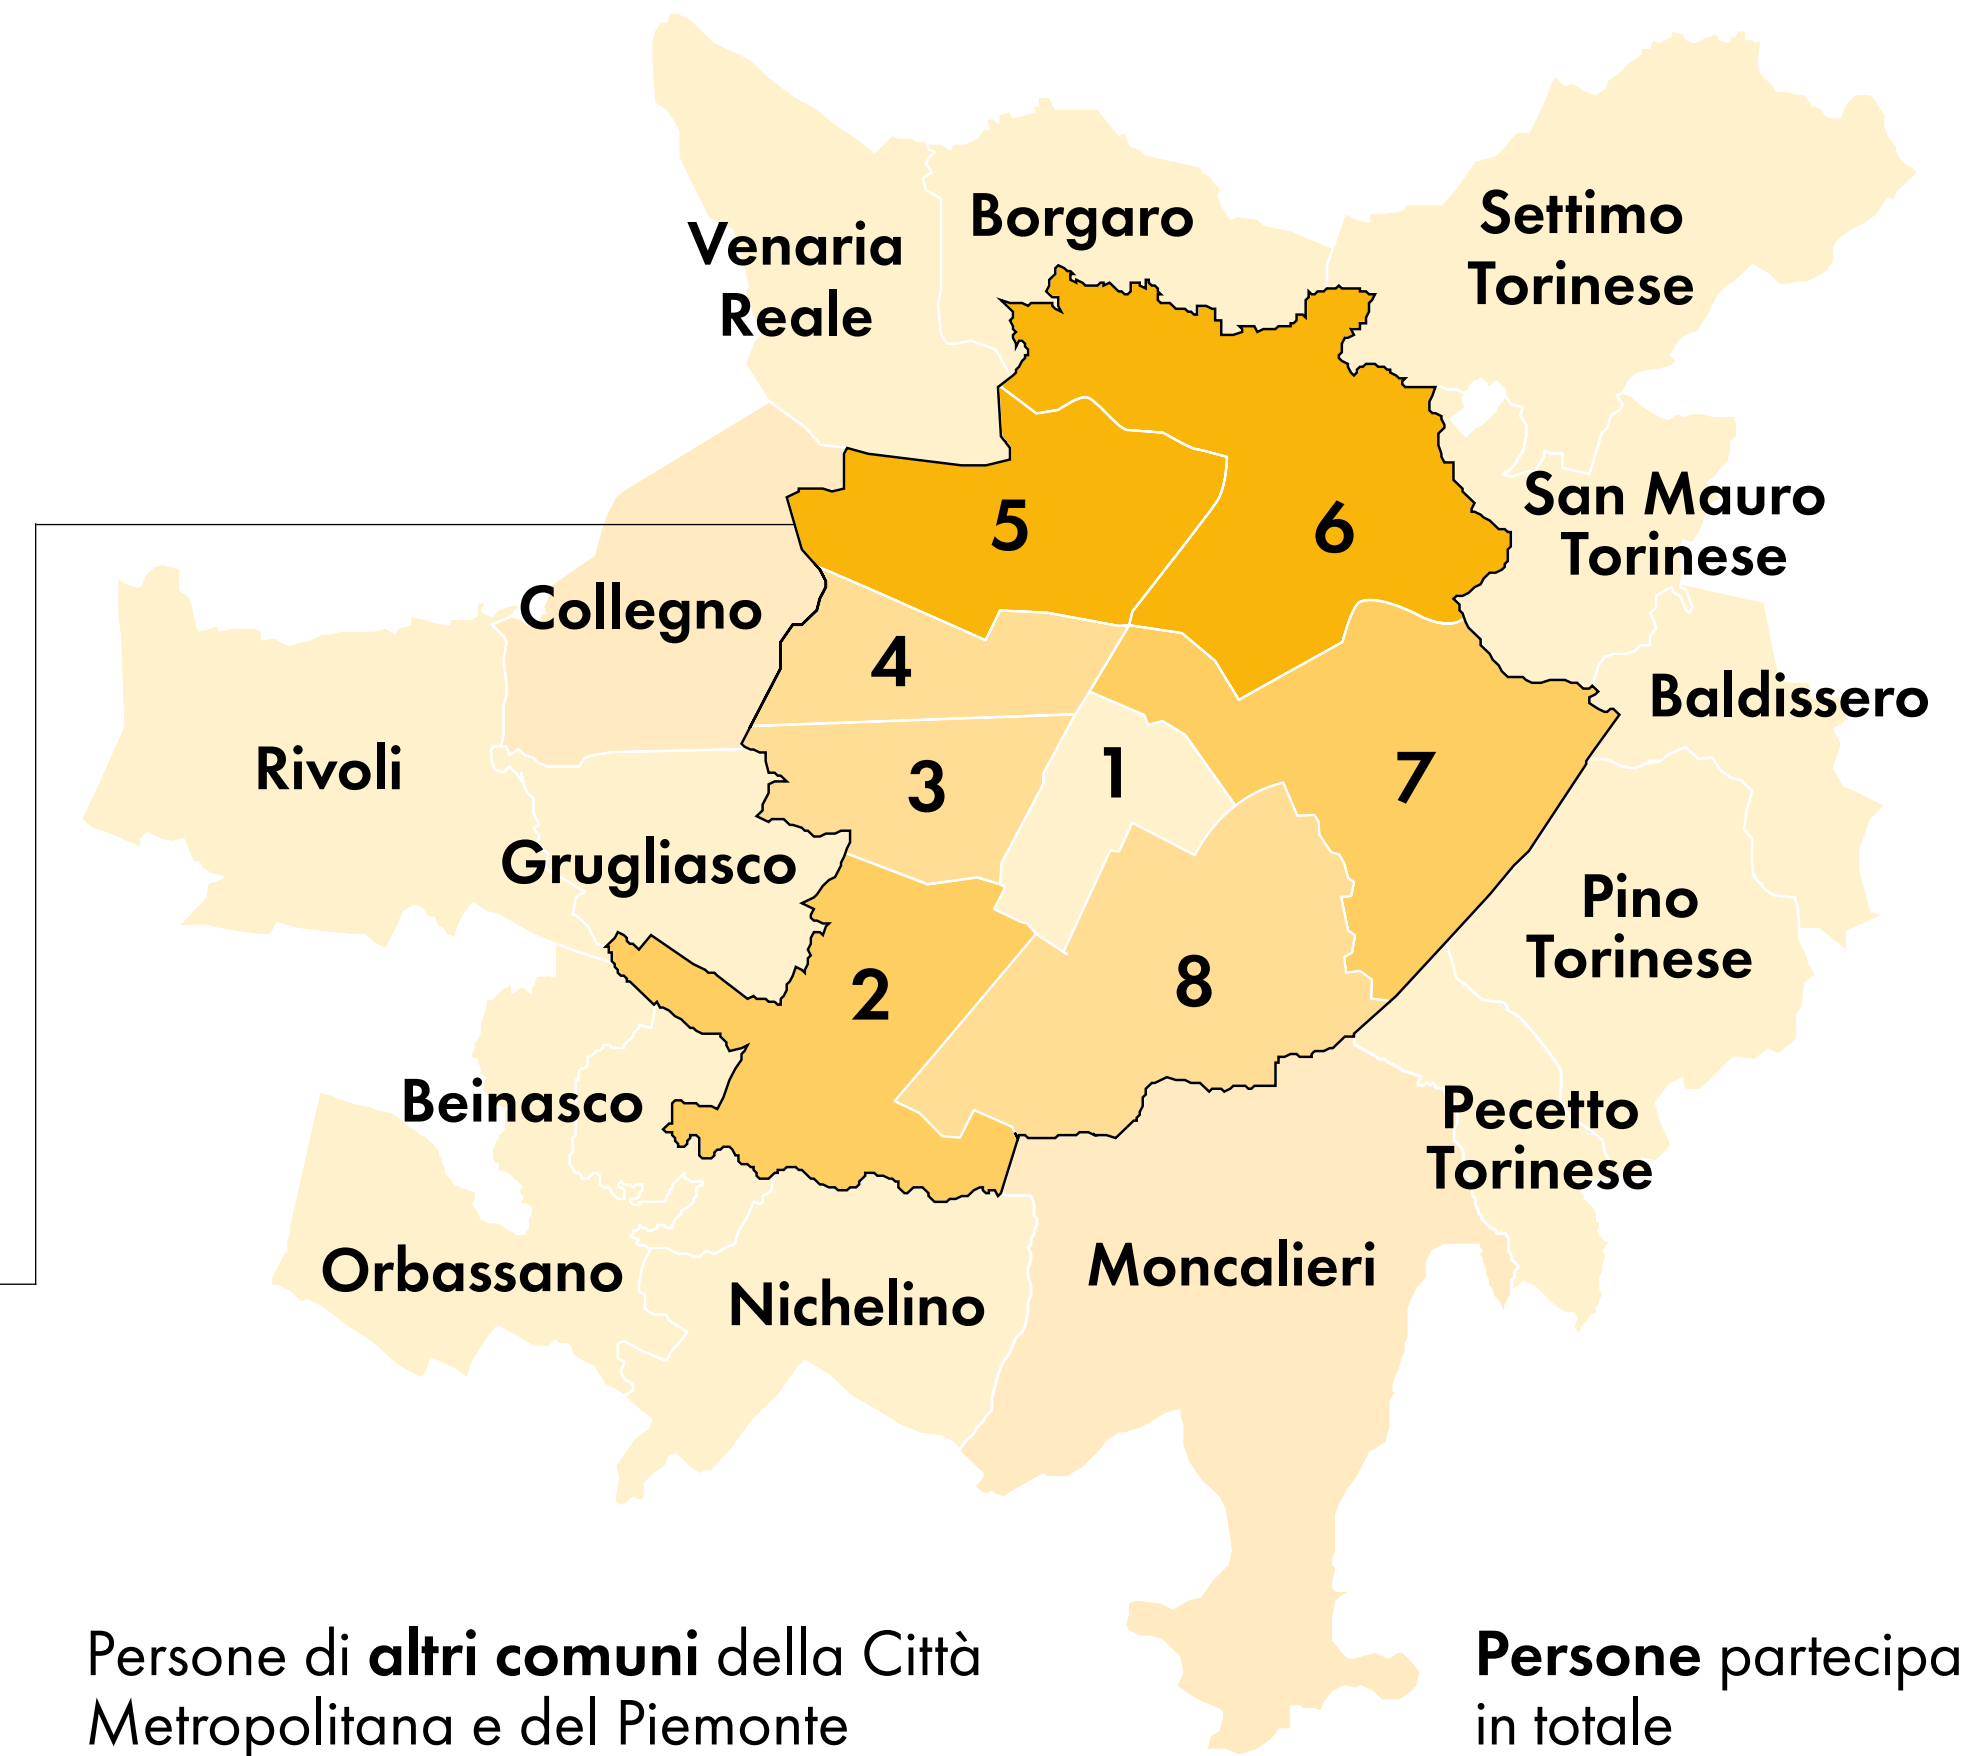 Borgaro
Settimo
Torinese
Venaria
Reale
San Mauro
Torinese
5
6
Collegno
4
Baldissero
Rivoli
3
1
7
Grugliasco
Pino
Torinese
2
8
Beinasco
Pecetto
Torinese
Orbassano
Nichelino
Moncalieri
Persone di altri comuni della Città
Metropolitana e del Piemonte
Persone partecipa
in totale